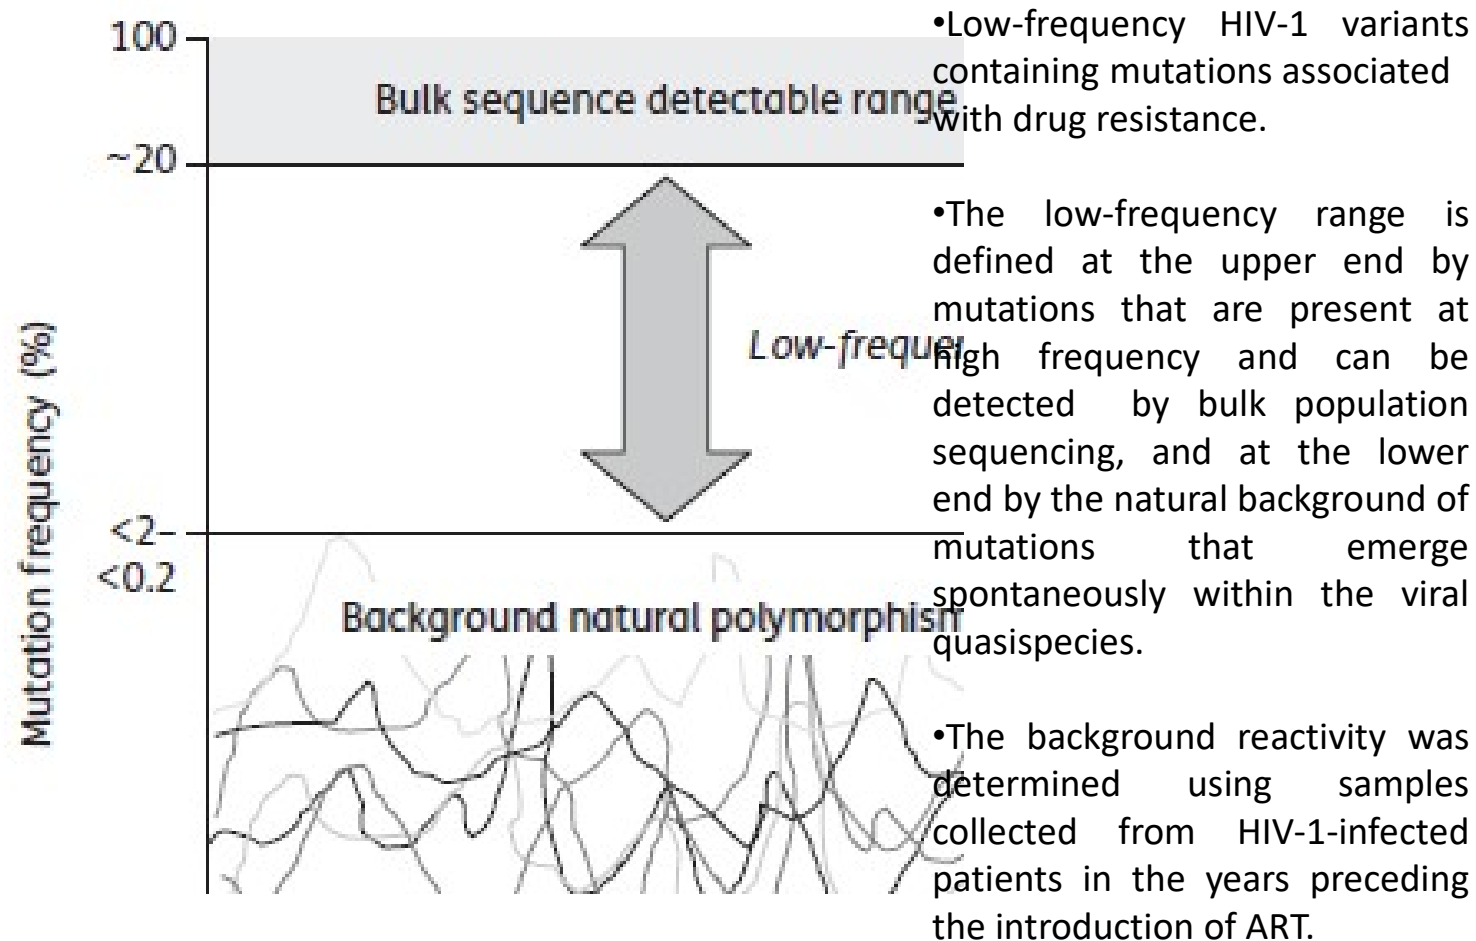 100
Bulk sequence detectable range
~20
Low-freque
<2
<0.2
Background natural polymorphism
Mutation frequency (%)
•Low-frequency HIV-1 variants
containing mutations associated
with drug resistance.
•The low-frequency range is
defined at the upper end by
mutations that are present at
high frequency and can be
detected by bulk population
sequencing, and at the lower
end by the natural background of
mutations that emerge
spontaneously within the viral
quasispecies.
•The background reactivity was
determined using samples
collected from HIV-1-infected
patients in the years preceding
the introduction of ART.